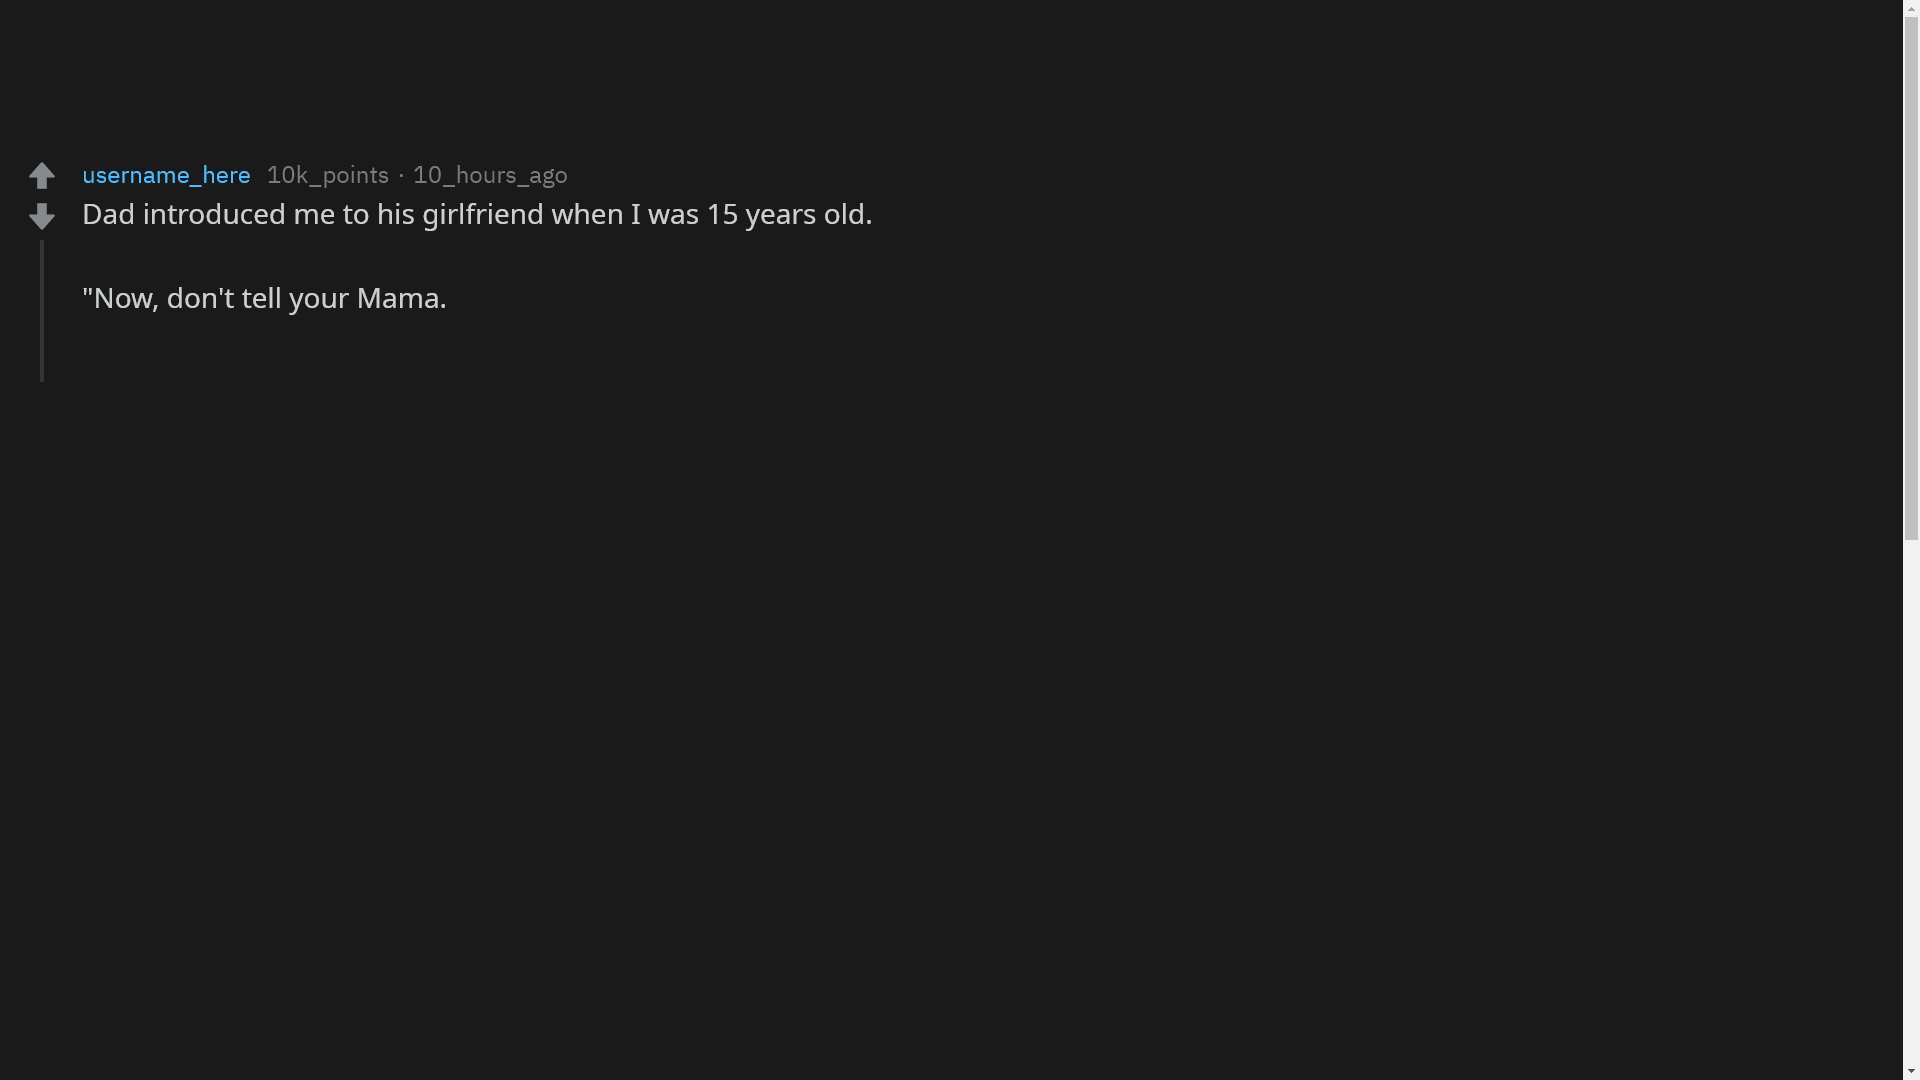 username_here 10k_points · 10_hours_ago
Dad introduced me to his girlfriend when I was 15 years old.
"Now, don't tell your Mama.